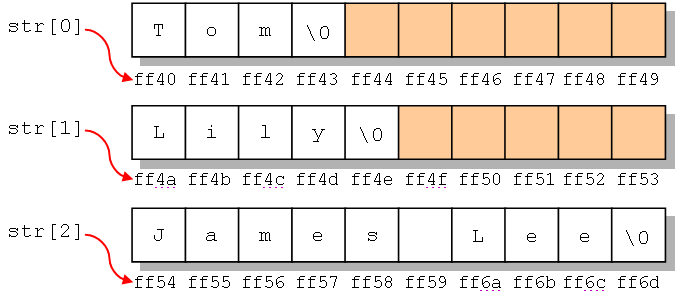 str[0] T o m \0
ff40 ff41 ff42 ff43 ff44 ff45 ff46 ff47 ff48 ff49
str[1] L i l y \0
ff4a ff4b ff4c ff4d ff4e ff4f ff50 ff51 ff52 ff53
str[2] J a m e s L e e \0
ff54 ff55 ff56 ff57 ff58 ff59 ff6a ff6b ff6c ff6d